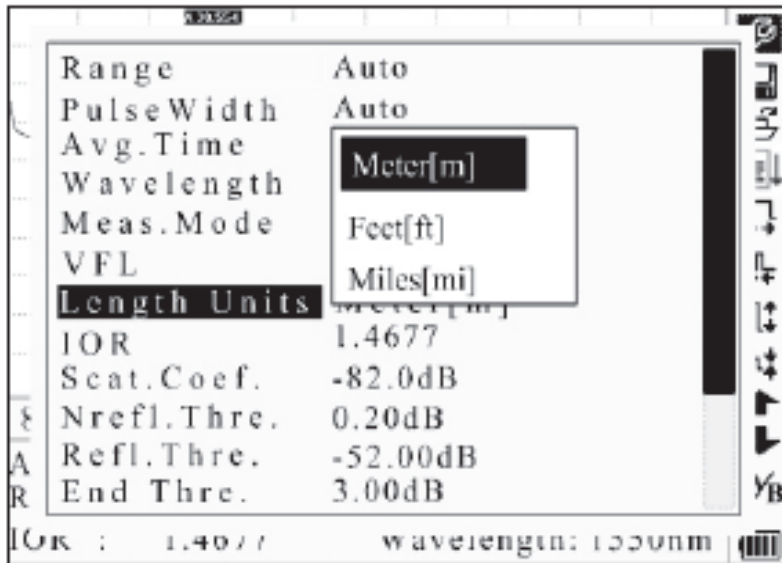 Range Auto
PulseWidth Auto
Avg.Time
Wavelength
Meas.Mode
VFL
Length Units Meter[m]
Meter[m]
Feet[ft]
Miles[mi]
IOR 1.4677
Scat.Coef. -82.0dB
Nrefl.Thre. 0.20dB
Refl.Thre. -52.00dB
End Thre. 3.00dB
A
R
IOR : 1.4677 Wavelength: 1550nm